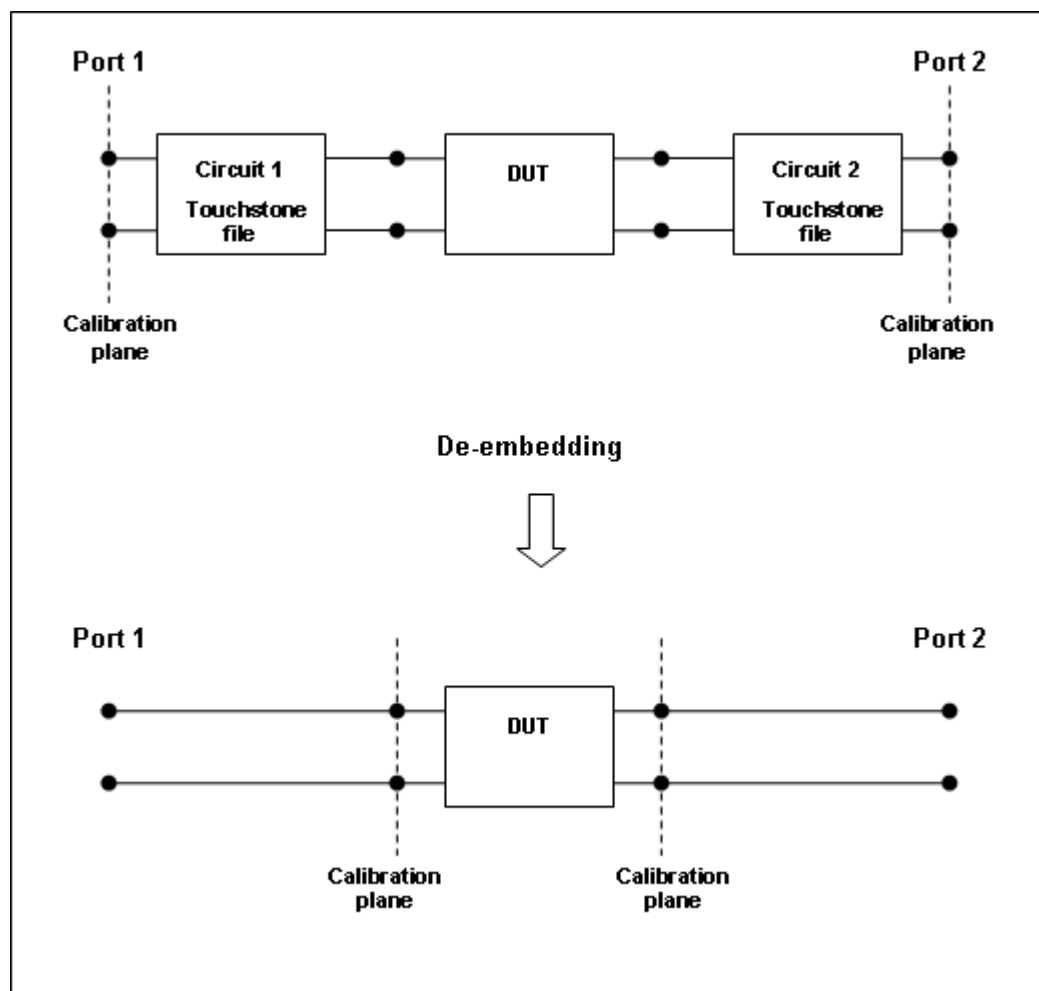 Port 1
Port 2
Circuit 1
Touchstone
file
DUT
Circuit 2
Touchstone
file
Calibration
plane
Calibration
plane
De-embedding
Port 1
Port 2
DUT
Calibration
plane
Calibration
plane